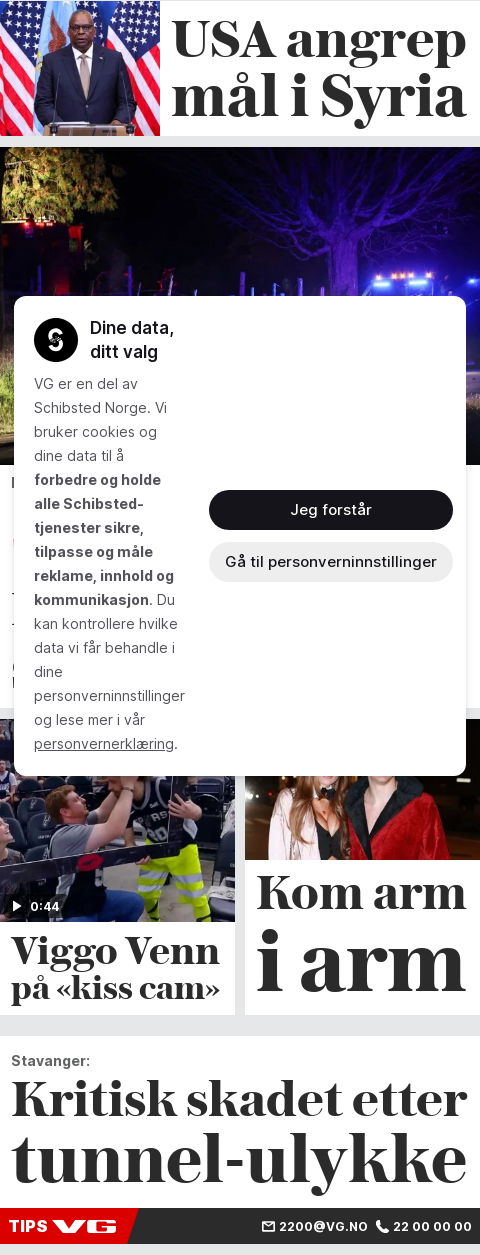 USA angrep
mål i Syria
Dine data,
ditt valg
VG er en del av
Schibsted Norge. Vi
bruker cookies og
dine data til å
forbedre og holde
alle Schibsted-
tjenester sikre,
tilpasse og måle
reklame, innhold og
kommunikasjon. Du
kan kontrollere hvilke
data vi får behandle i
dine
personverninnstillinger
og lese mer i vår
personvernerklæring.
Jeg forstår
Gå til personverninnstillinger
0:44
Viggo Venn
på «kiss cam»
Kom arm
i arm
Stavanger:
Kritisk skadet etter
tunnel-ulykke
TIPS VG
2200@VG.NO
22 00 00 00